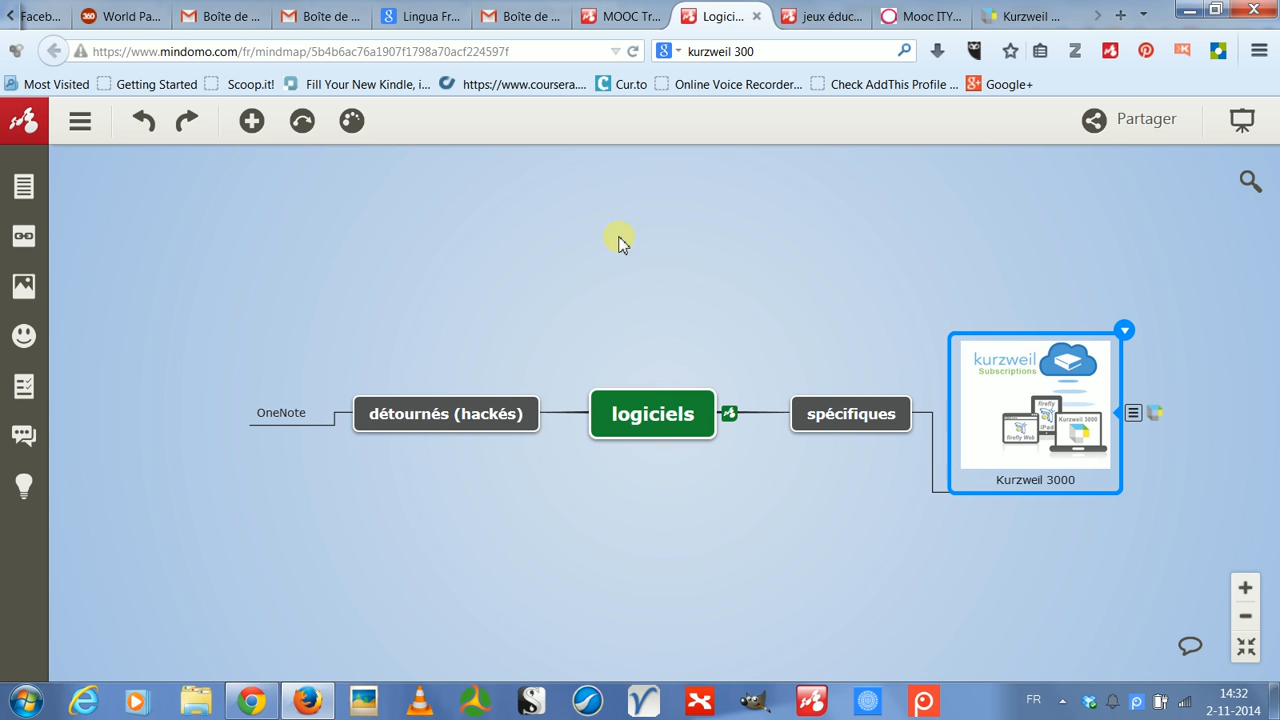 Faceb...
World Pa...
Boîte de ...
Boîte de ...
Lingua Fr...
Boîte de ...
MOOC Tr...
Logici...
jeux éduc...
Mooc ITY...
Kurzweil ...
https://www.mindomo.com/fr/mindmap/5b4b6ac76a1907f1798a70acf224597f
kurzweil 300
Most Visited
Getting Started
Scoop.it!
Fill Your New Kindle, i...
https://www.coursera....
Cur.to
Online Voice Recorder...
Check AddThis Profile ...
Google+
Partager
kurzweil
Subscriptions
firefly
iPad
firefly Web
Kurzweil 3000
OneNote
détournés (hackés)
logiciels
spécifiques
Kurzweil 3000
FR
14:32
2-11-2014